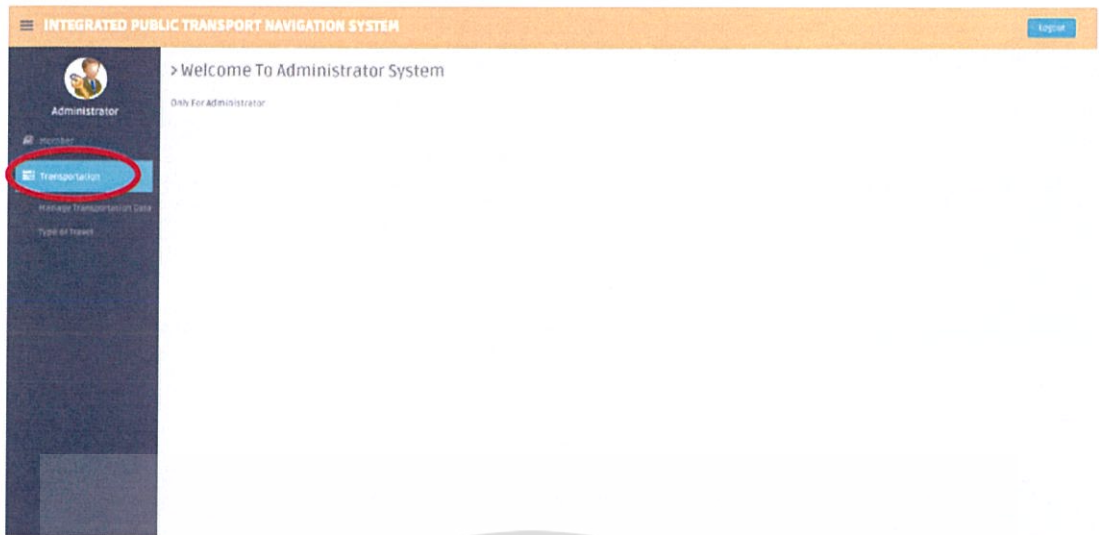 INTEGRATED PUBLIC TRANSPORT NAVIGATION SYSTEM
Logout
> Welcome To Administrator System
Only For Administrator
Administrator
member
Transportation
Manage Transportation Data
Type of travel